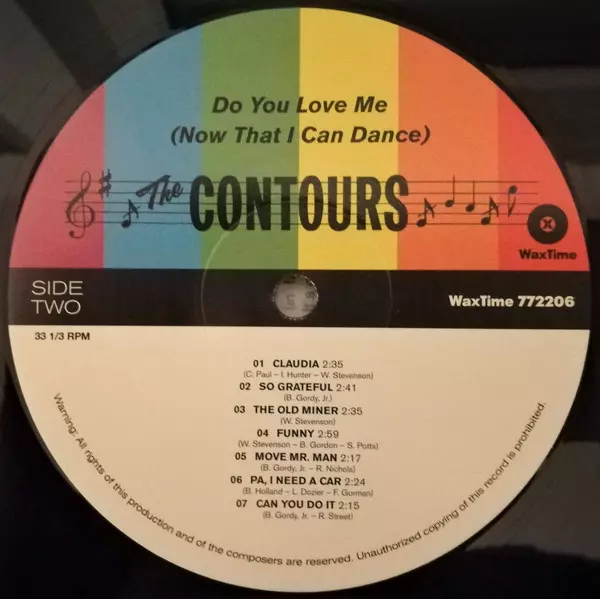 Do You Love Me
(Now That I Can Dance)
The CONTOURS
WaxTime
SIDE
TWO
WaxTime 772206
33 1/3 RPM
01 CLAUDIA 2:35
(C. Paul – I. Hunter – W. Stevenson)
02 SO GRATEFUL 2:41
(B. Gordy, Jr.)
03 THE OLD MINER 2:35
(W. Stevenson)
04 FUNNY 2:59
(W. Stevenson – B. Gordon – S. Potts)
05 MOVE MR. MAN 2:17
(B. Gordy, Jr. – R. Nichols)
06 PA, I NEED A CAR 2:24
(B. Holland – L. Dozier – F. Gorman)
07 CAN YOU DO IT 2:15
(B. Gordy, Jr. – R. Street)
Warning: All rights of this production and of the composers are reserved. Unauthorized copying of this record is prohibited.